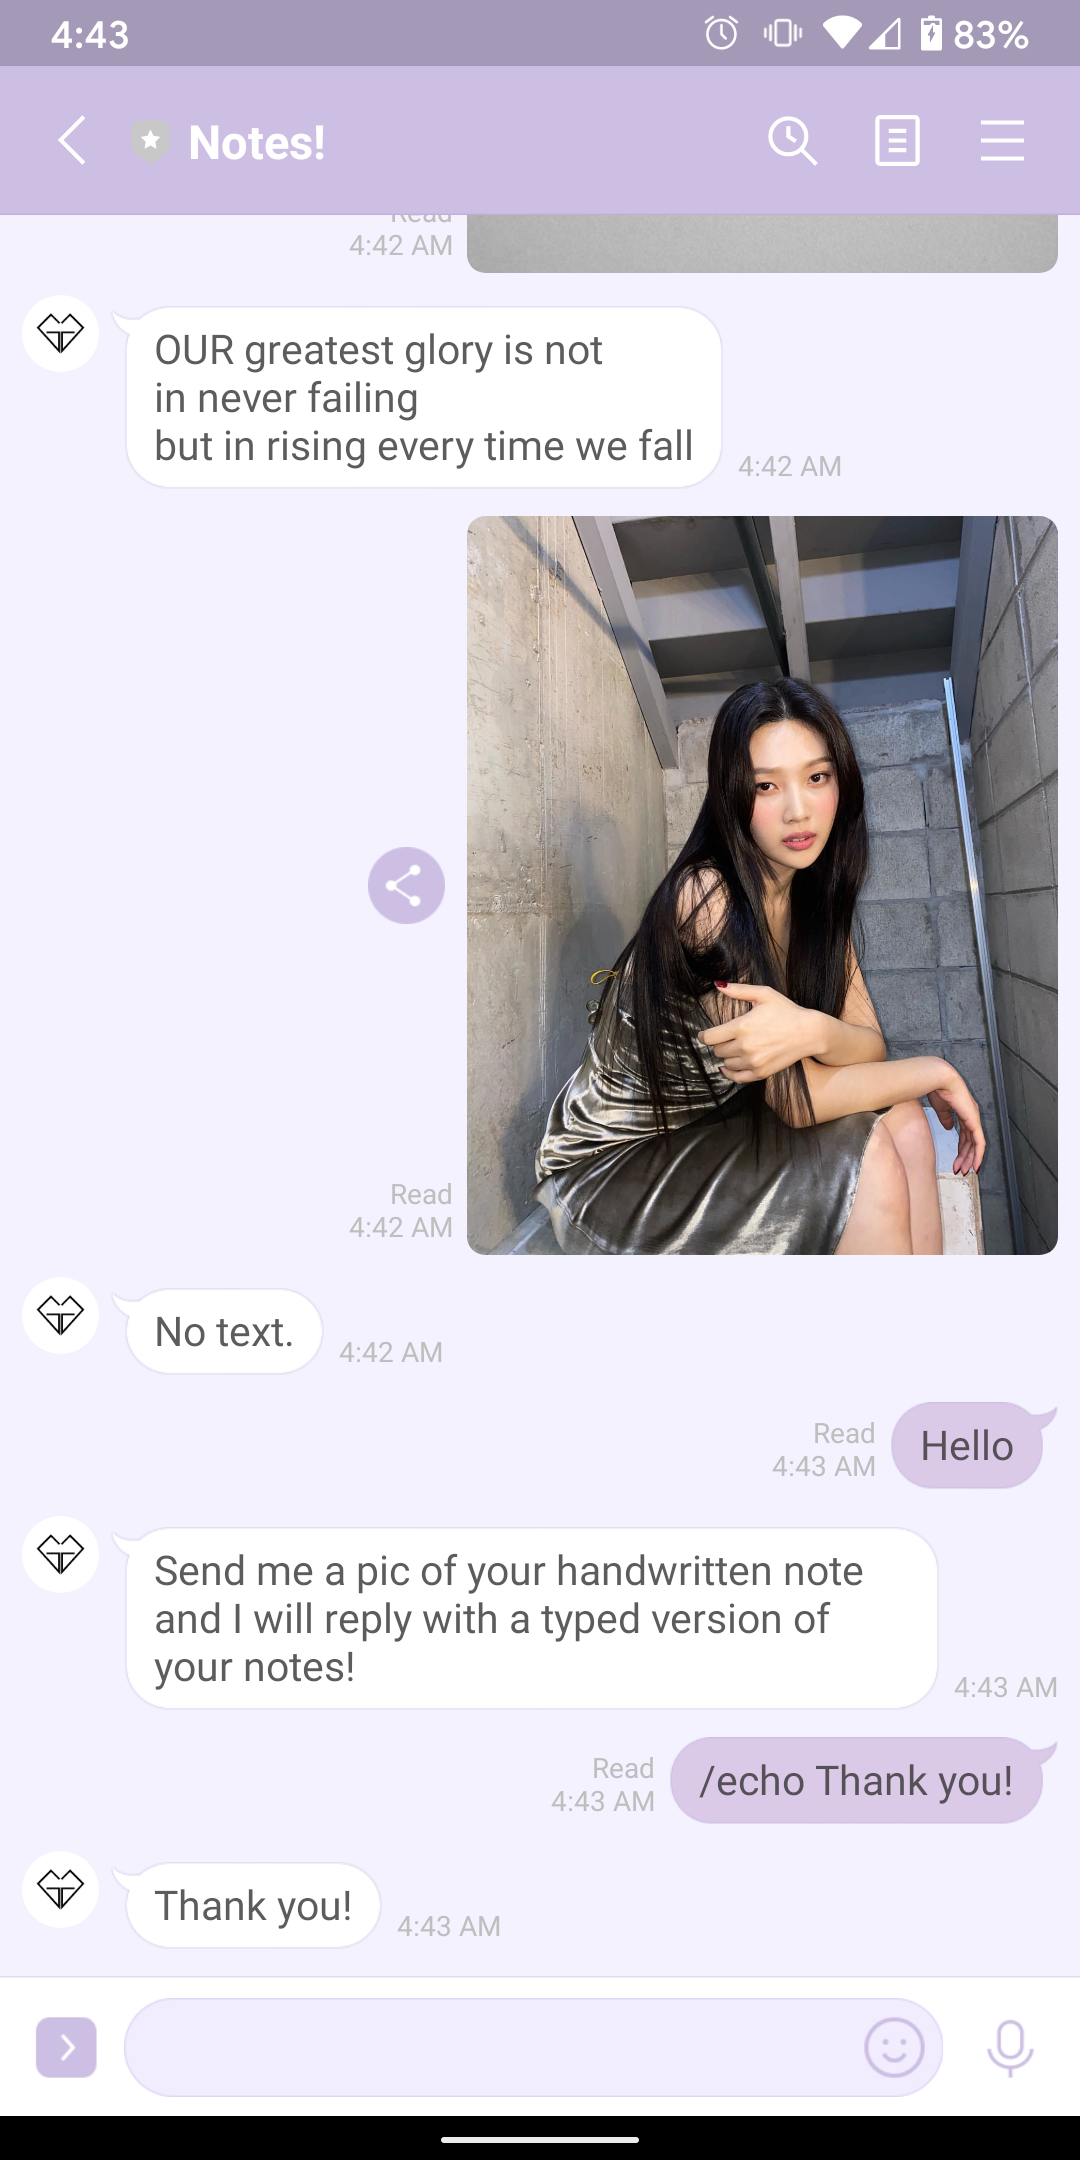 4:43
83%
Notes!
Read
4:42 AM
OUR greatest glory is not
in never failing
but in rising every time we fall
4:42 AM
Read
4:42 AM
No text.
4:42 AM
Read
4:43 AM
Hello
Send me a pic of your handwritten note
and I will reply with a typed version of
your notes!
4:43 AM
Read
4:43 AM
/echo Thank you!
Thank you!
4:43 AM